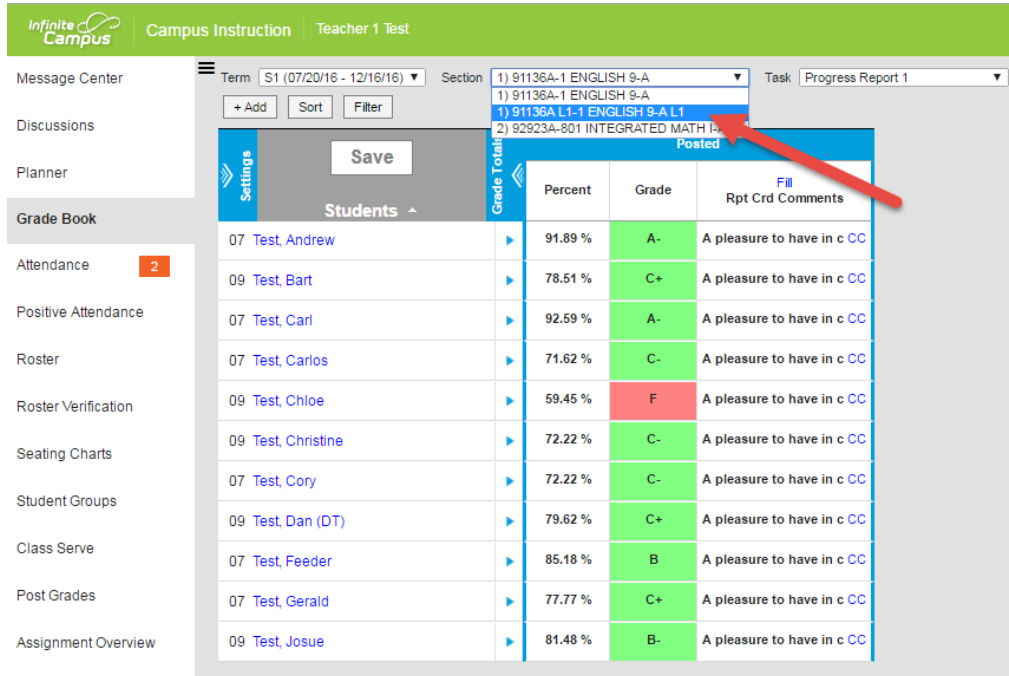 Infinite Campus
Campus Instruction Teacher 1 Test
Message Center
Discussions
Planner
Grade Book
Attendance 2
Positive Attendance
Roster
Roster Verification
Seating Charts
Student Groups
Class Serve
Post Grades
Assignment Overview
Term S1 (07/20/16 - 12/16/16) Section 1) 91136A-1 ENGLISH 9-A Task Progress Report 1
1) 91136A-1 ENGLISH 9-A
1) 91136A L1-1 ENGLISH 9-A L1
2) 92923A-801 INTEGRATED MATH I-
+ Add Sort Filter
Settings Save Students Grade Totals Posted
Percent Grade Fill
Rpt Crd Comments
07 Test, Andrew 91.89 % A- A pleasure to have in c CC
09 Test, Bart 78.51 % C+ A pleasure to have in c CC
07 Test, Carl 92.59 % A- A pleasure to have in c CC
07 Test, Carlos 71.62 % C- A pleasure to have in c CC
09 Test, Chloe 59.45 % F A pleasure to have in c CC
09 Test, Christine 72.22 % C- A pleasure to have in c CC
07 Test, Cory 72.22 % C- A pleasure to have in c CC
09 Test, Dan (DT) 79.62 % C+ A pleasure to have in c CC
07 Test, Feeder 85.18 % B A pleasure to have in c CC
07 Test, Gerald 77.77 % C+ A pleasure to have in c CC
09 Test, Josue 81.48 % B- A pleasure to have in c CC